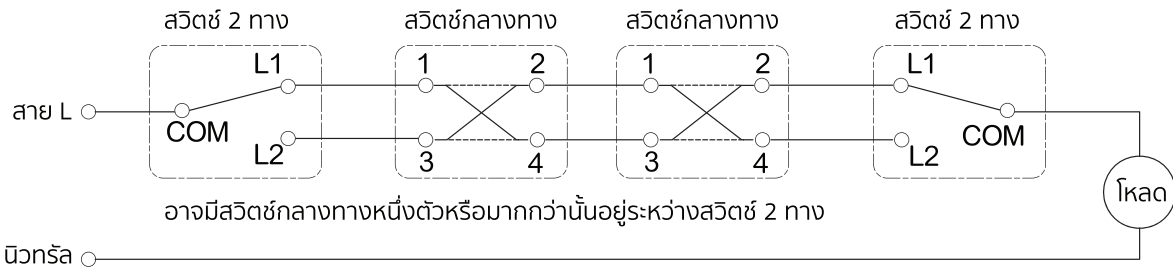 สวิตช์ 2 ทาง สวิตช์กลางทาง สวิตช์กลางทาง สวิตช์ 2 ทาง
L1 1 2 1 2 L1
สาย L
COM COM
L2 3 4 3 4 L2
โหลด
อาจมีสวิตช์กลางทางหนึ่งตัวหรือมากกว่านั้นอยู่ระหว่างสวิตช์ 2 ทาง
นิวทรัล